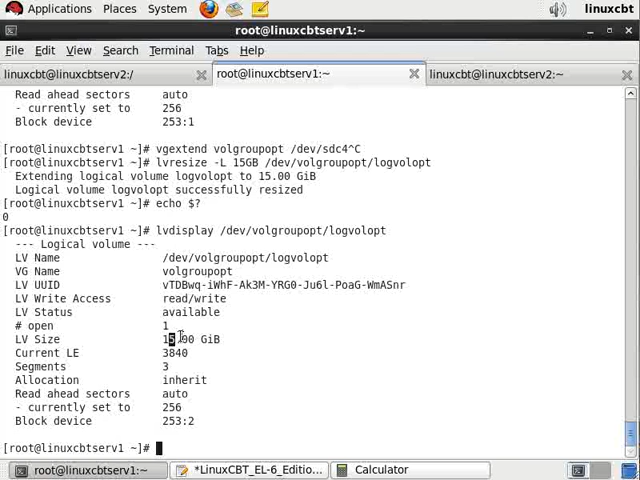 Applications Places System linuxcbt
root@linuxcbtserv1:~
File Edit View Search Terminal Tabs Help
linuxcbt@linuxcbtserv2:/ root@linuxcbtserv1:~ linuxcbt@linuxcbtserv2:~
Read ahead sectors auto
- currently set to 256
Block device 253:1
[root@linuxcbtserv1 ~]# vgextend volgroupopt /dev/sdc4^C
[root@linuxcbtserv1 ~]# lvresize -L 15GB /dev/volgroupopt/logvolopt
Extending logical volume logvolopt to 15.00 GiB
Logical volume logvolopt successfully resized
[root@linuxcbtserv1 ~]# echo $?
0
[root@linuxcbtserv1 ~]# lvdisplay /dev/volgroupopt/logvolopt
--- Logical volume ---
LV Name /dev/volgroupopt/logvolopt
VG Name volgroupopt
LV UUID vTDBwq-iWhF-Ak3M-YRG0-Ju6l-PoaG-WmASnr
LV Write Access read/write
LV Status available
# open 1
LV Size 15.00 GiB
Current LE 3840
Segments 3
Allocation inherit
Read ahead sectors auto
- currently set to 256
Block device 253:2
[root@linuxcbtserv1 ~]#
root@linuxcbtserv1:~ *LinuxCBT_EL-6_Editio... Calculator